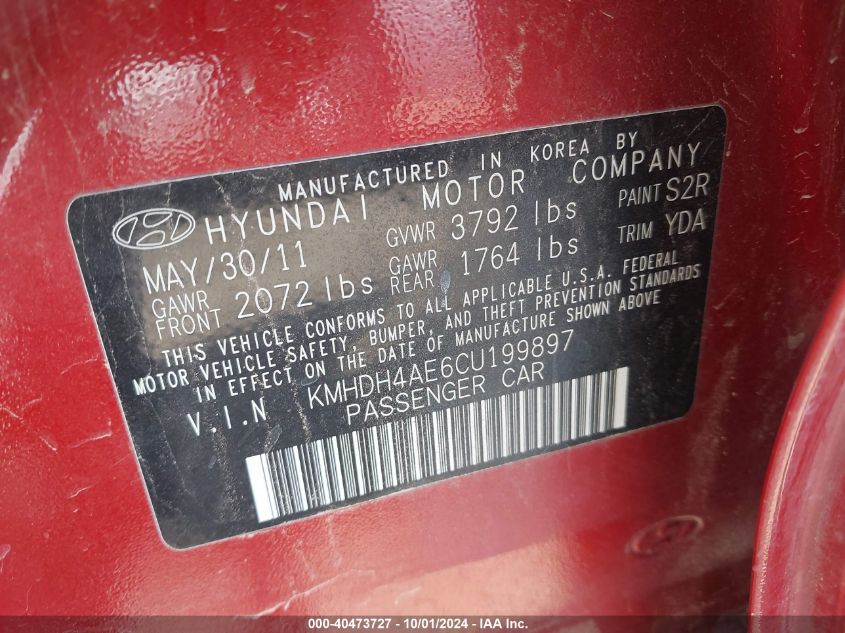 MANUFACTURED IN KOREA BY
HYUNDAI MOTOR COMPANY
MAY/30/11 GVWR 3792 lbs PAINT S2R
GAWR FRONT 2072 lbs GAWR REAR 1764 lbs TRIM YDA
THIS VEHICLE CONFORMS TO ALL APPLICABLE U.S.A. FEDERAL
MOTOR VEHICLE SAFETY, BUMPER, AND THEFT PREVENTION STANDARDS
IN EFFECT ON THE DATE OF MANUFACTURE SHOWN ABOVE
V.I.N KMHDH4AE6CU199897
PASSENGER CAR
000-40473727 - 10/01/2024 - IAA Inc.